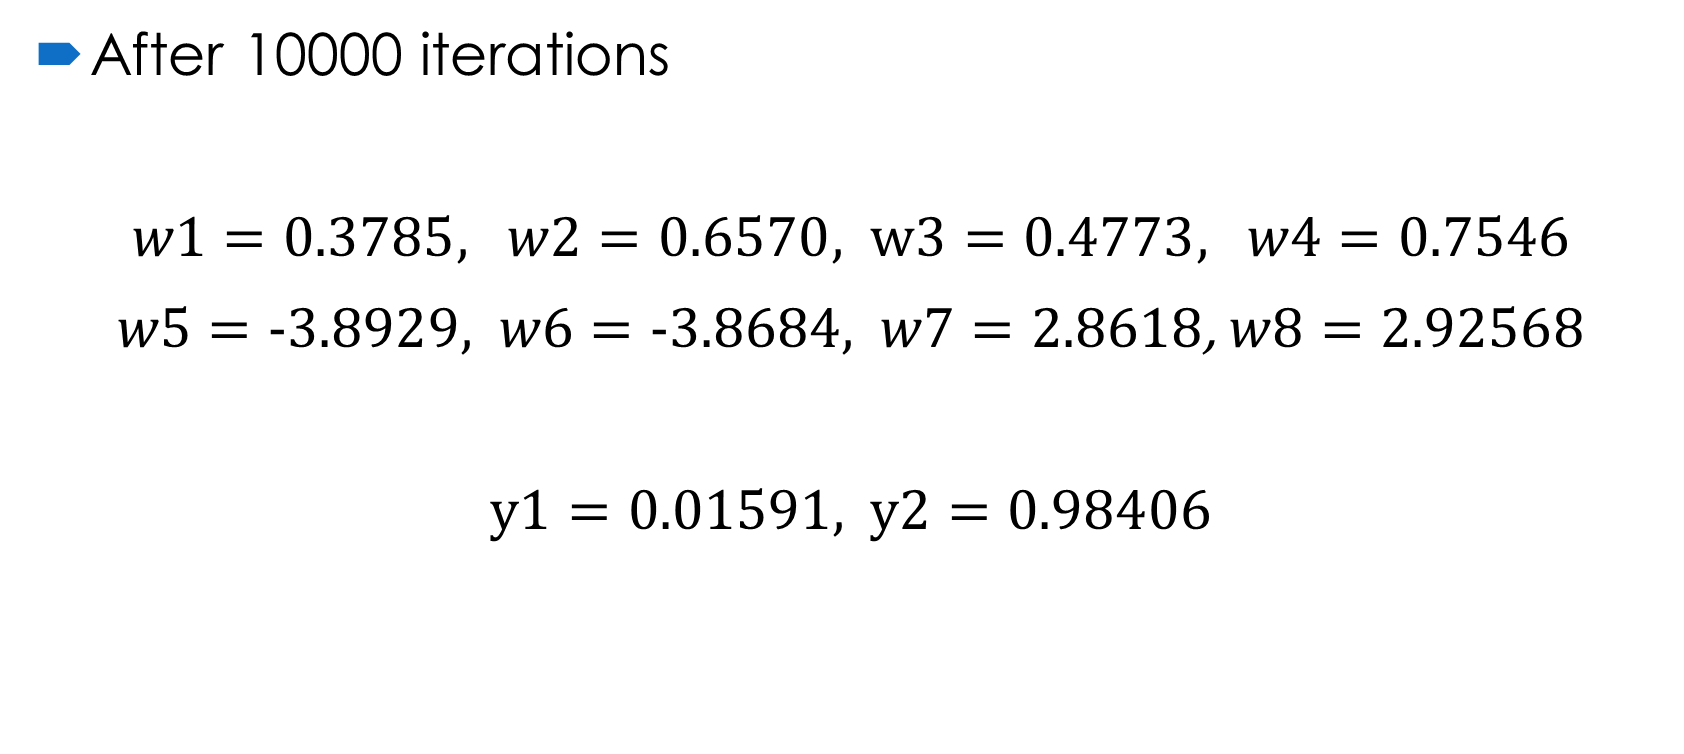 After 10000 iterations
w1 = 0.3785, w2 = 0.6570, w3 = 0.4773, w4 = 0.7546
w5 = -3.8929, w6 = -3.8684, w7 = 2.8618, w8 = 2.92568
y1 = 0.01591, y2 = 0.98406